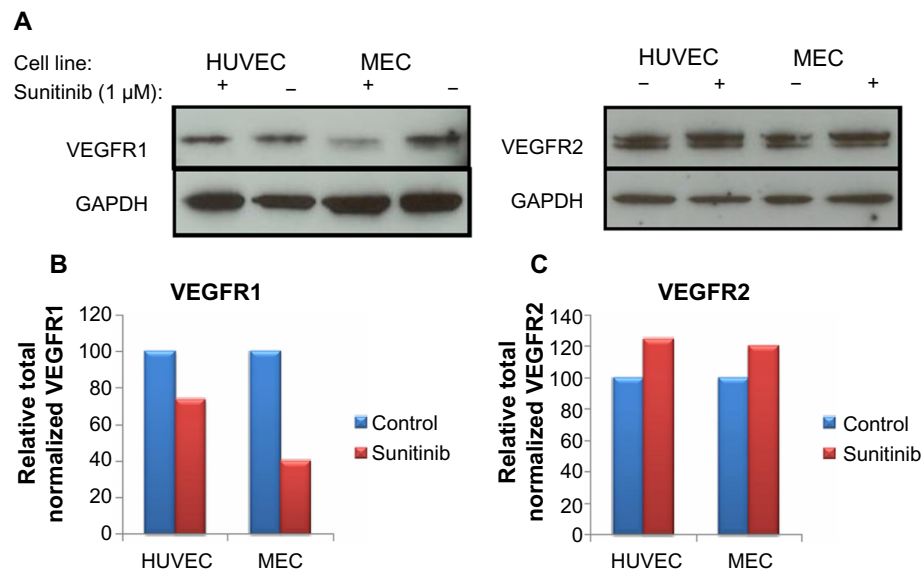 A
Cell line: HUVEC MEC
Sunitinib (1 µM): + – + –
VEGFR1
GAPDH
HUVEC MEC
– + – +
VEGFR2
GAPDH
B
VEGFR1
Relative total
normalized VEGFR1
120
100
80
60
40
20
0
HUVEC MEC
Control
Sunitinib
C
VEGFR2
Relative total
normalized VEGFR2
140
120
100
80
60
40
20
0
HUVEC MEC
Control
Sunitinib